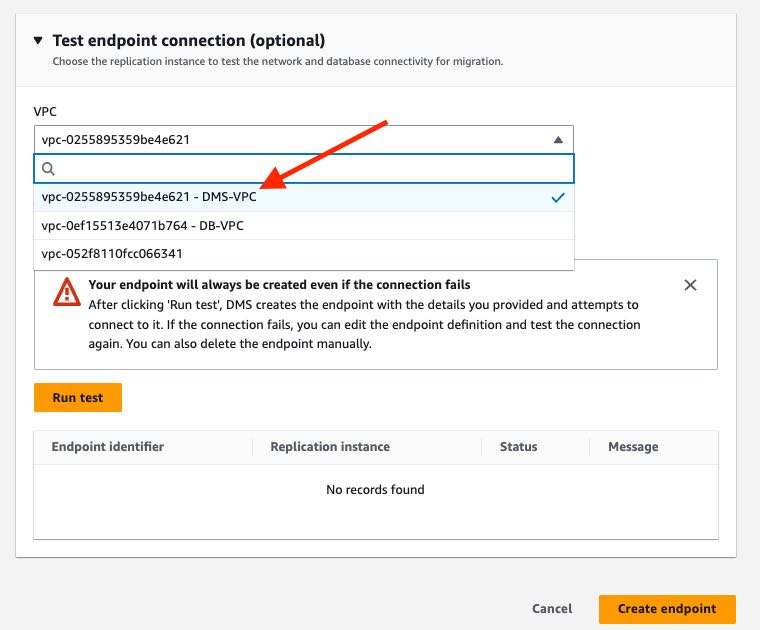 Test endpoint connection (optional)
Choose the replication instance to test the network and database connectivity for migration.
VPC
vpc-0255895359be4e621
vpc-0255895359be4e621 - DMS-VPC
vpc-0ef15513e4071b764 - DB-VPC
vpc-052f8110fcc066341
Your endpoint will always be created even if the connection fails
After clicking 'Run test', DMS creates the endpoint with the details you provided and attempts to
connect to it. If the connection fails, you can edit the endpoint definition and test the connection
again. You can also delete the endpoint manually.
Run test
Endpoint identifier Replication instance Status Message
No records found
Cancel Create endpoint